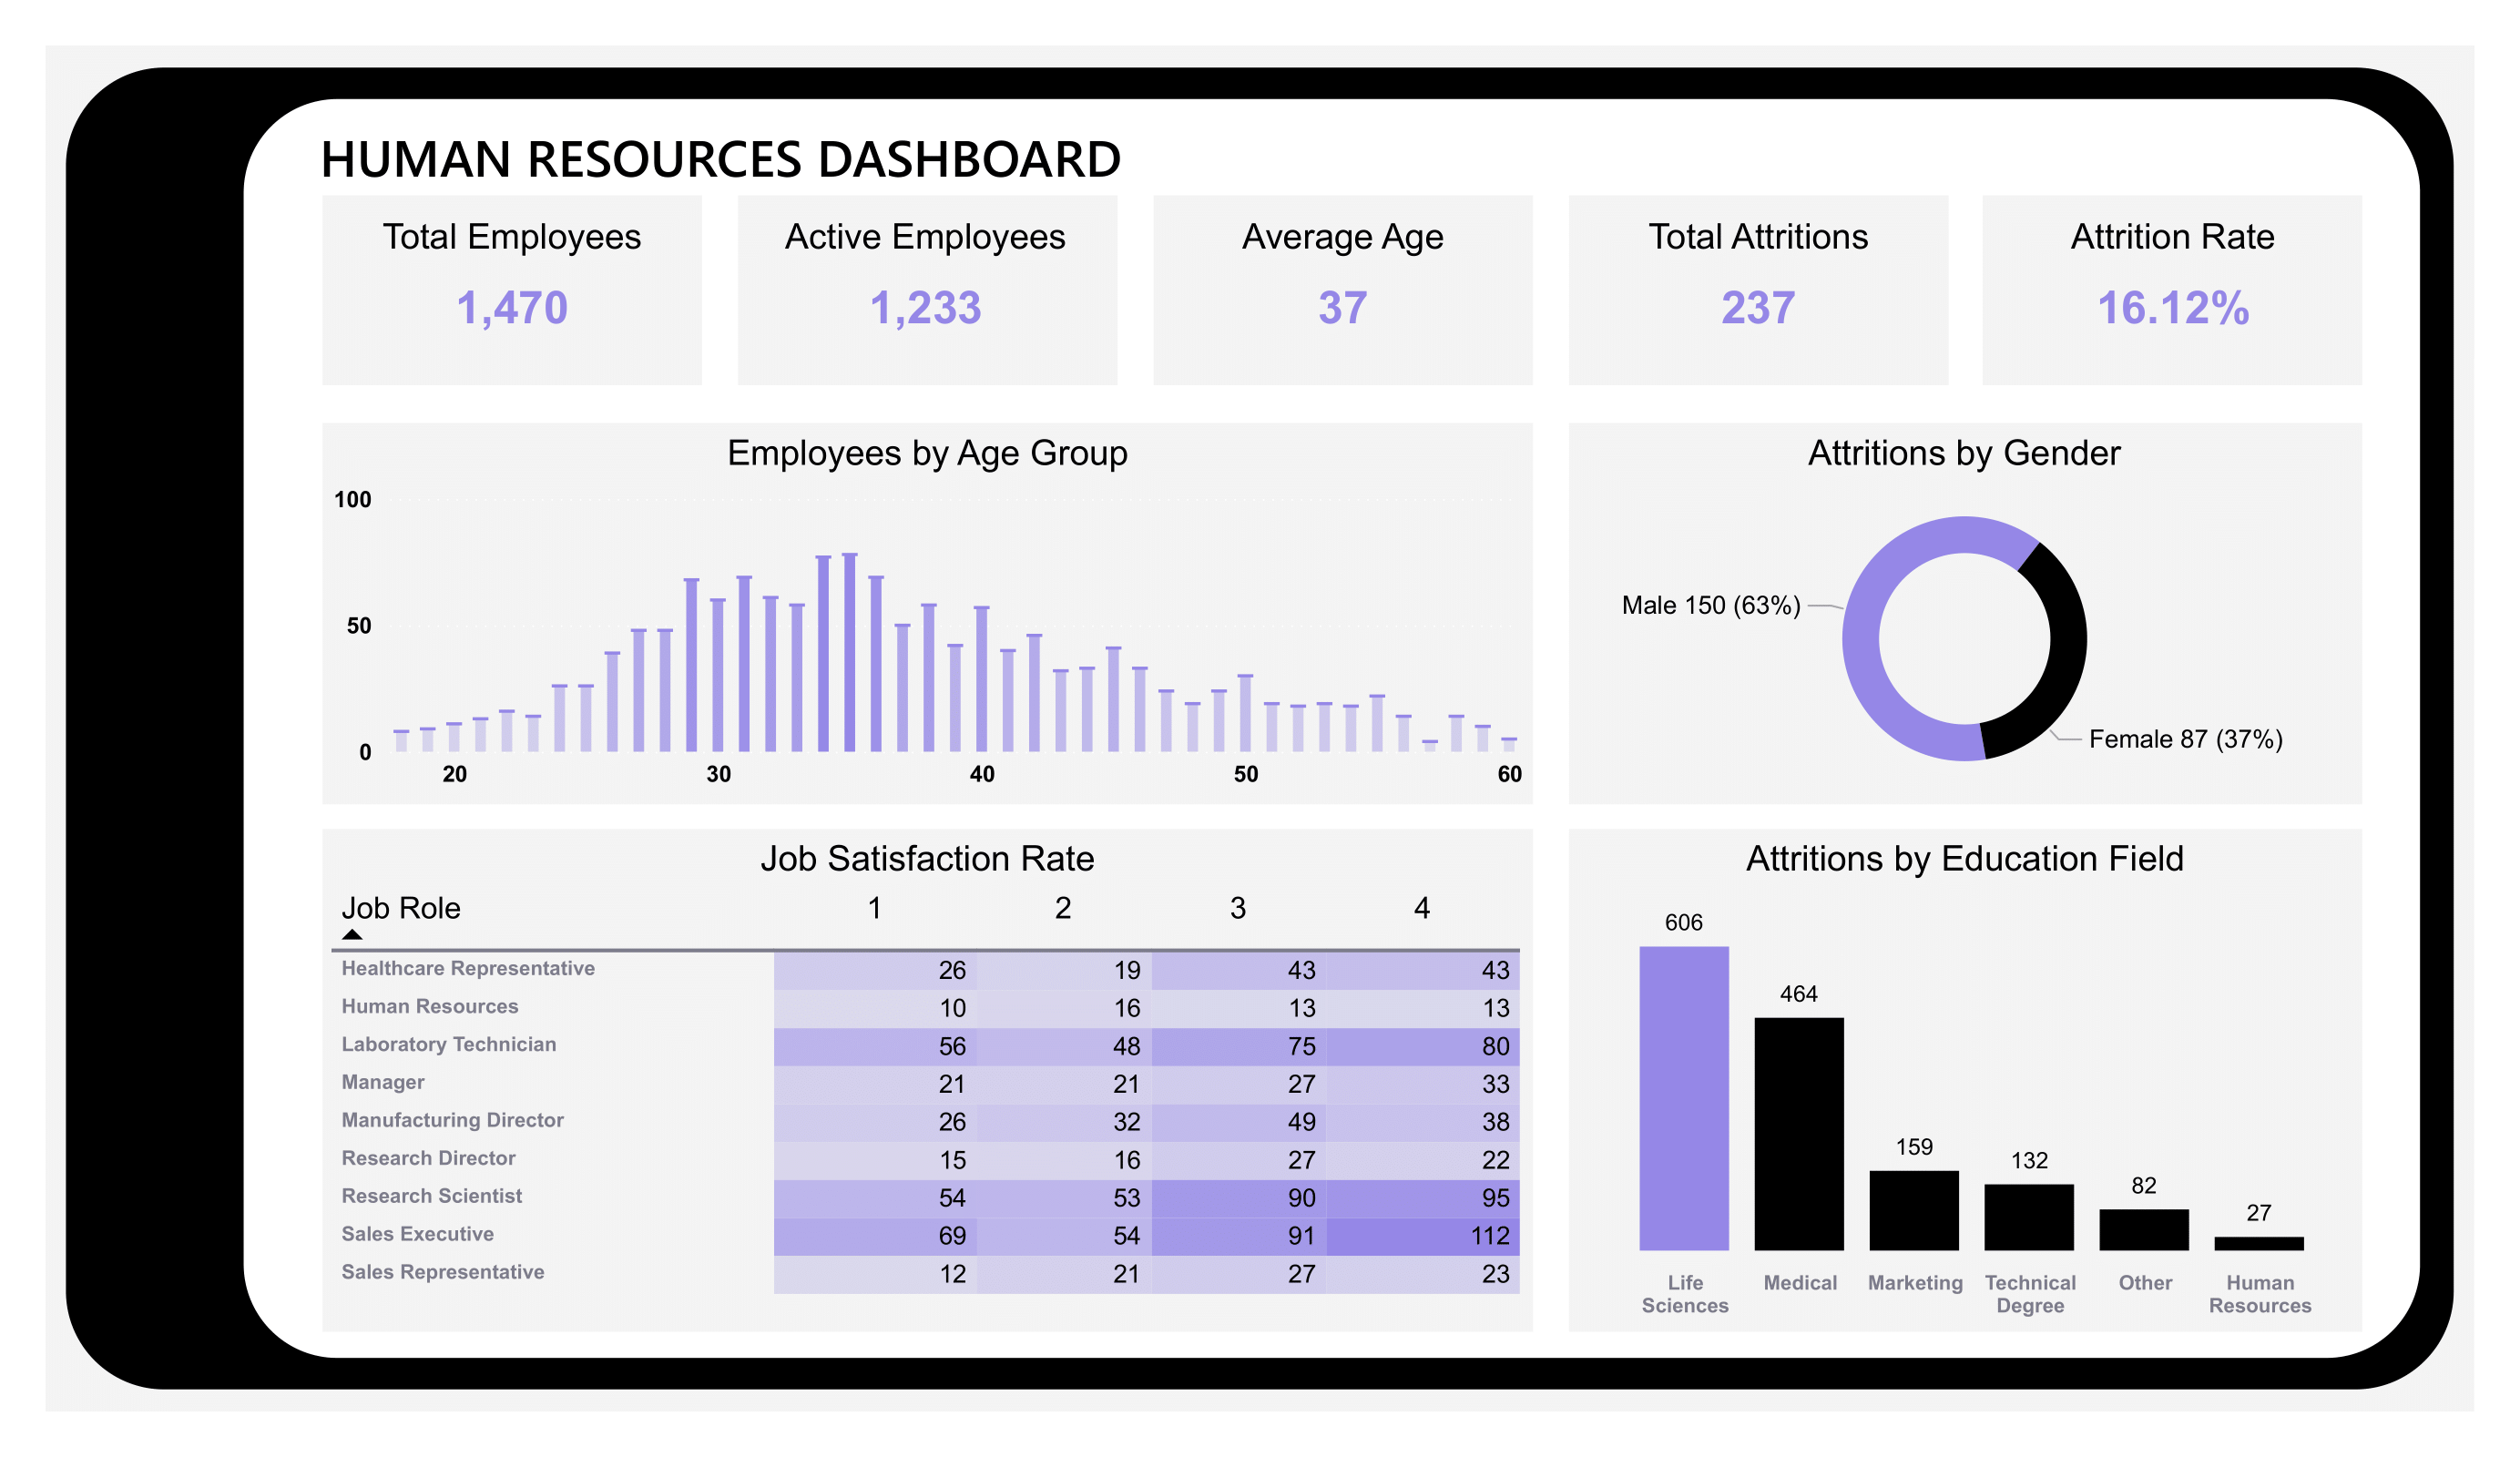 HUMAN RESOURCES DASHBOARD
Total Employees
1,470
Active Employees
1,233
Average Age
37
Total Attritions
237
Attrition Rate
16.12%
Employees by Age Group
100
50
0
20 30 40 50 60
Attritions by Gender
Male 150 (63%)
Female 87 (37%)
Job Satisfaction Rate
Job Role 1 2 3 4
Healthcare Representative 26 19 43 43
Human Resources 10 16 13 13
Laboratory Technician 56 48 75 80
Manager 21 21 27 33
Manufacturing Director 26 32 49 38
Research Director 15 16 27 22
Research Scientist 54 53 90 95
Sales Executive 69 54 91 112
Sales Representative 12 21 27 23
Attritions by Education Field
606
464
159
132
82
27
Life
Sciences
Medical
Marketing
Technical
Degree
Other
Human
Resources